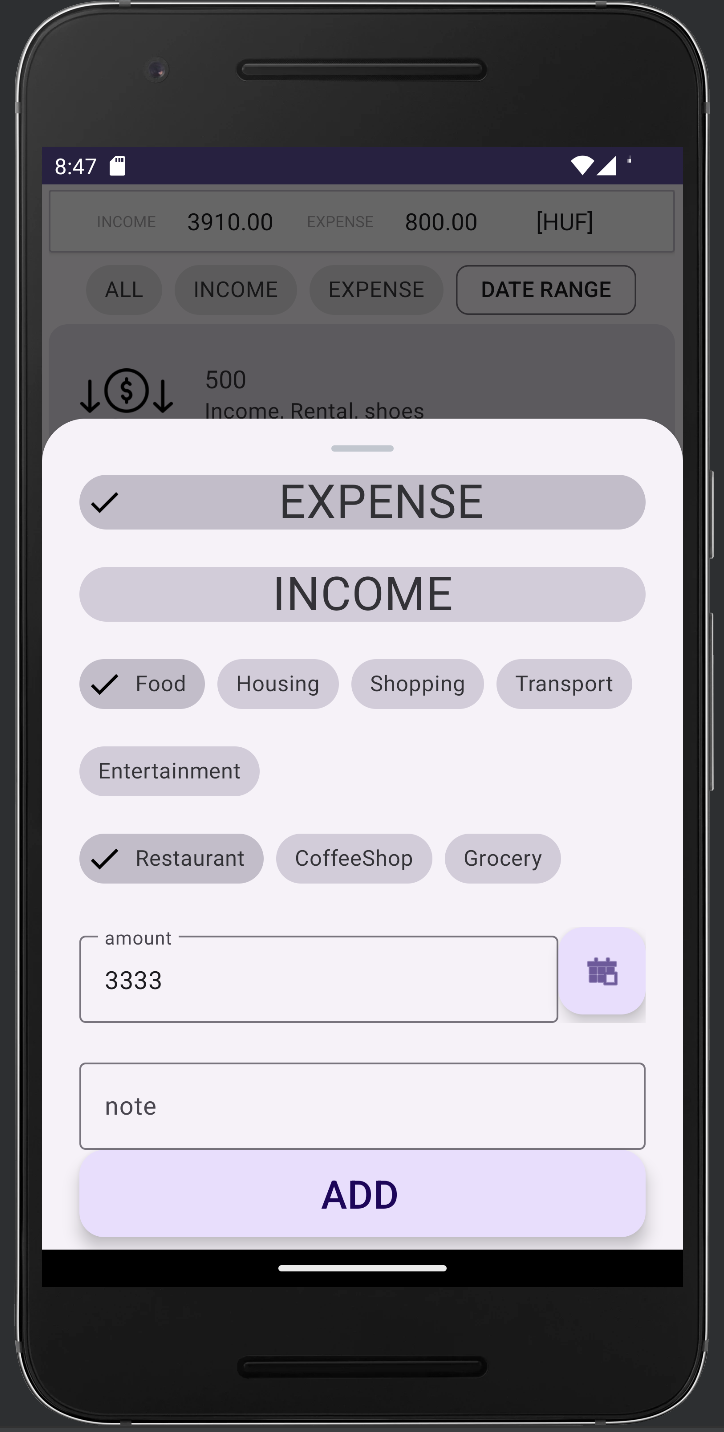 8:47
INCOME 3910.00 EXPENSE 800.00 [HUF]
ALL INCOME EXPENSE DATE RANGE
500
Income, Rental, shoes
EXPENSE
INCOME
Food Housing Shopping Transport
Entertainment
Restaurant CoffeeShop Grocery
amount
3333
note
ADD